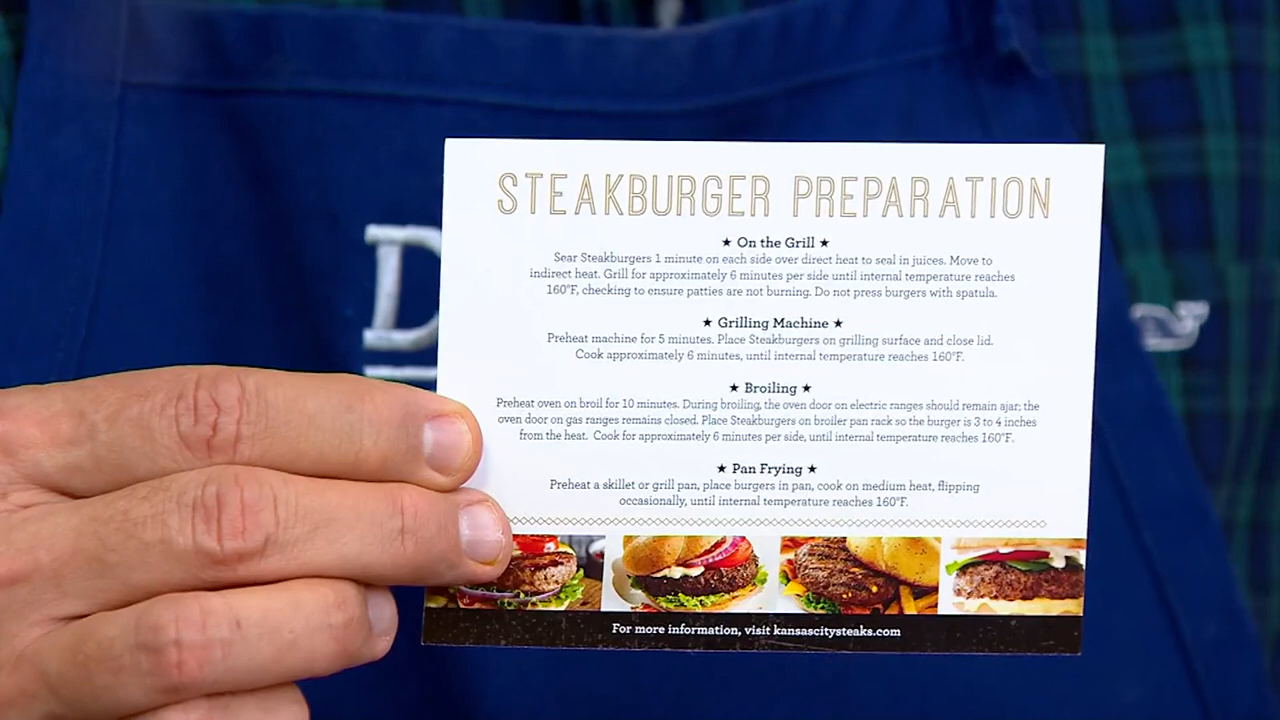 STEAKBURGER PREPARATION
★ On the Grill ★
Sear Steakburgers 1 minute on each side over direct heat to seal in juices. Move to
indirect heat. Grill for approximately 6 minutes per side until internal temperature reaches
160°F, checking to ensure patties are not burning. Do not press burgers with spatula.
★ Grilling Machine ★
Preheat machine for 5 minutes. Place Steakburgers on grilling surface and close lid.
Cook approximately 6 minutes, until internal temperature reaches 160°F.
★ Broiling ★
Preheat oven on broil for 10 minutes. During broiling, the oven door on electric ranges should remain ajar; the
oven door on gas ranges remains closed. Place Steakburgers on broiler pan rack so the burger is 3 to 4 inches
from the heat. Cook for approximately 6 minutes per side, until internal temperature reaches 160°F.
★ Pan Frying ★
Preheat a skillet or grill pan, place burgers in pan, cook on medium heat, flipping
occasionally, until internal temperature reaches 160°F.
For more information, visit kansascitysteaks.com